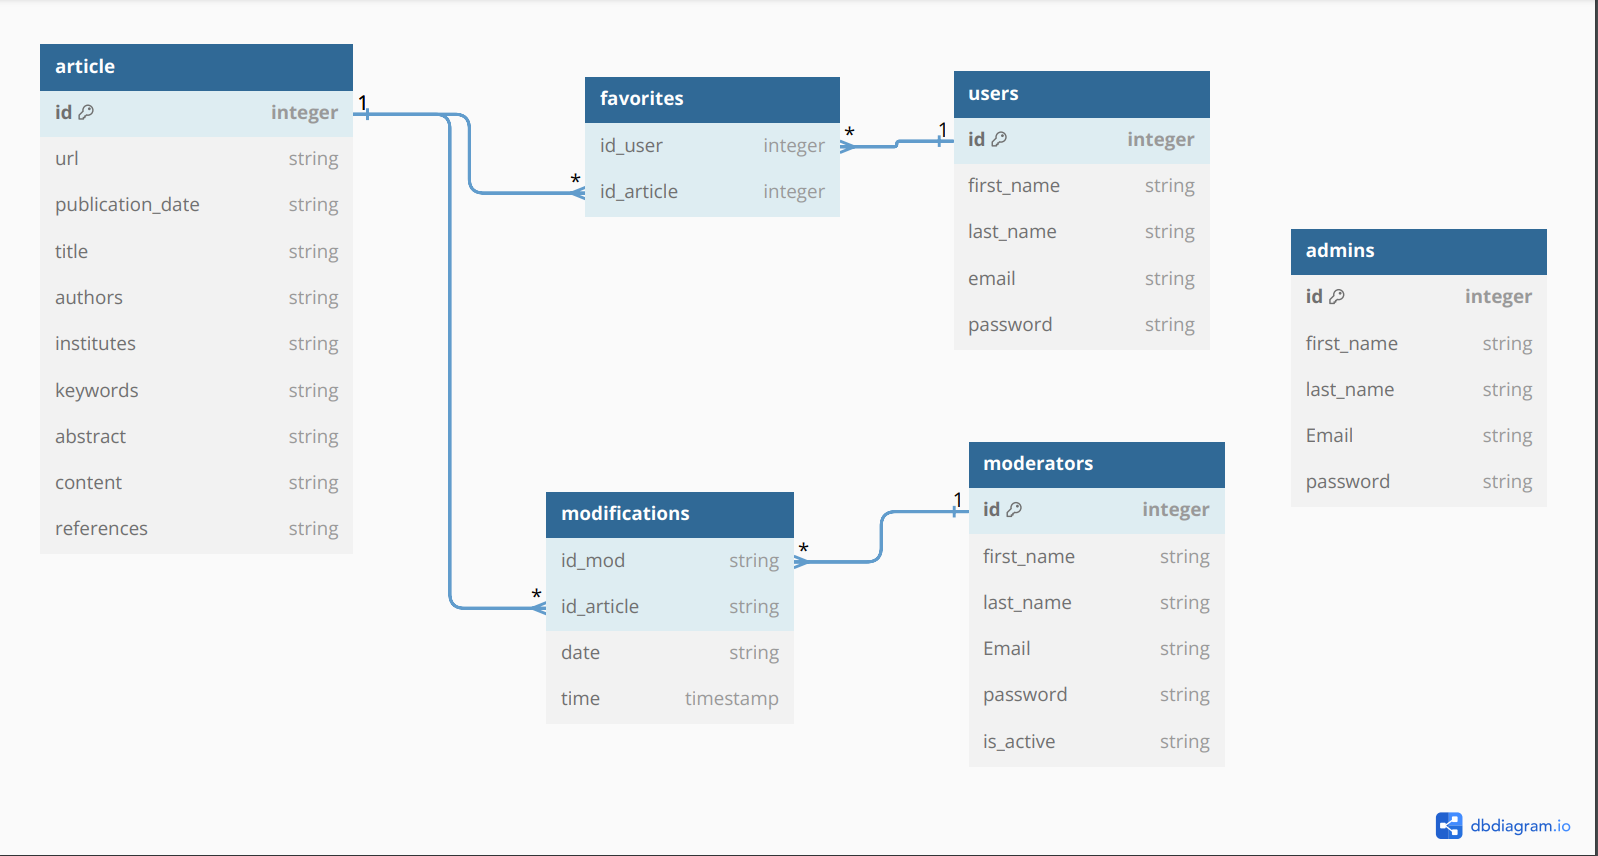 article
id integer
url string
publication_date string
title string
authors string
institutes string
keywords string
abstract string
content string
references string
1
*
*
favorites
id_user integer
id_article integer
*
1
users
id integer
first_name string
last_name string
email string
password string
admins
id integer
first_name string
last_name string
Email string
password string
modifications
id_mod string
id_article string
date string
time timestamp
*
1
moderators
id integer
first_name string
last_name string
Email string
password string
is_active string
dbdiagram.io